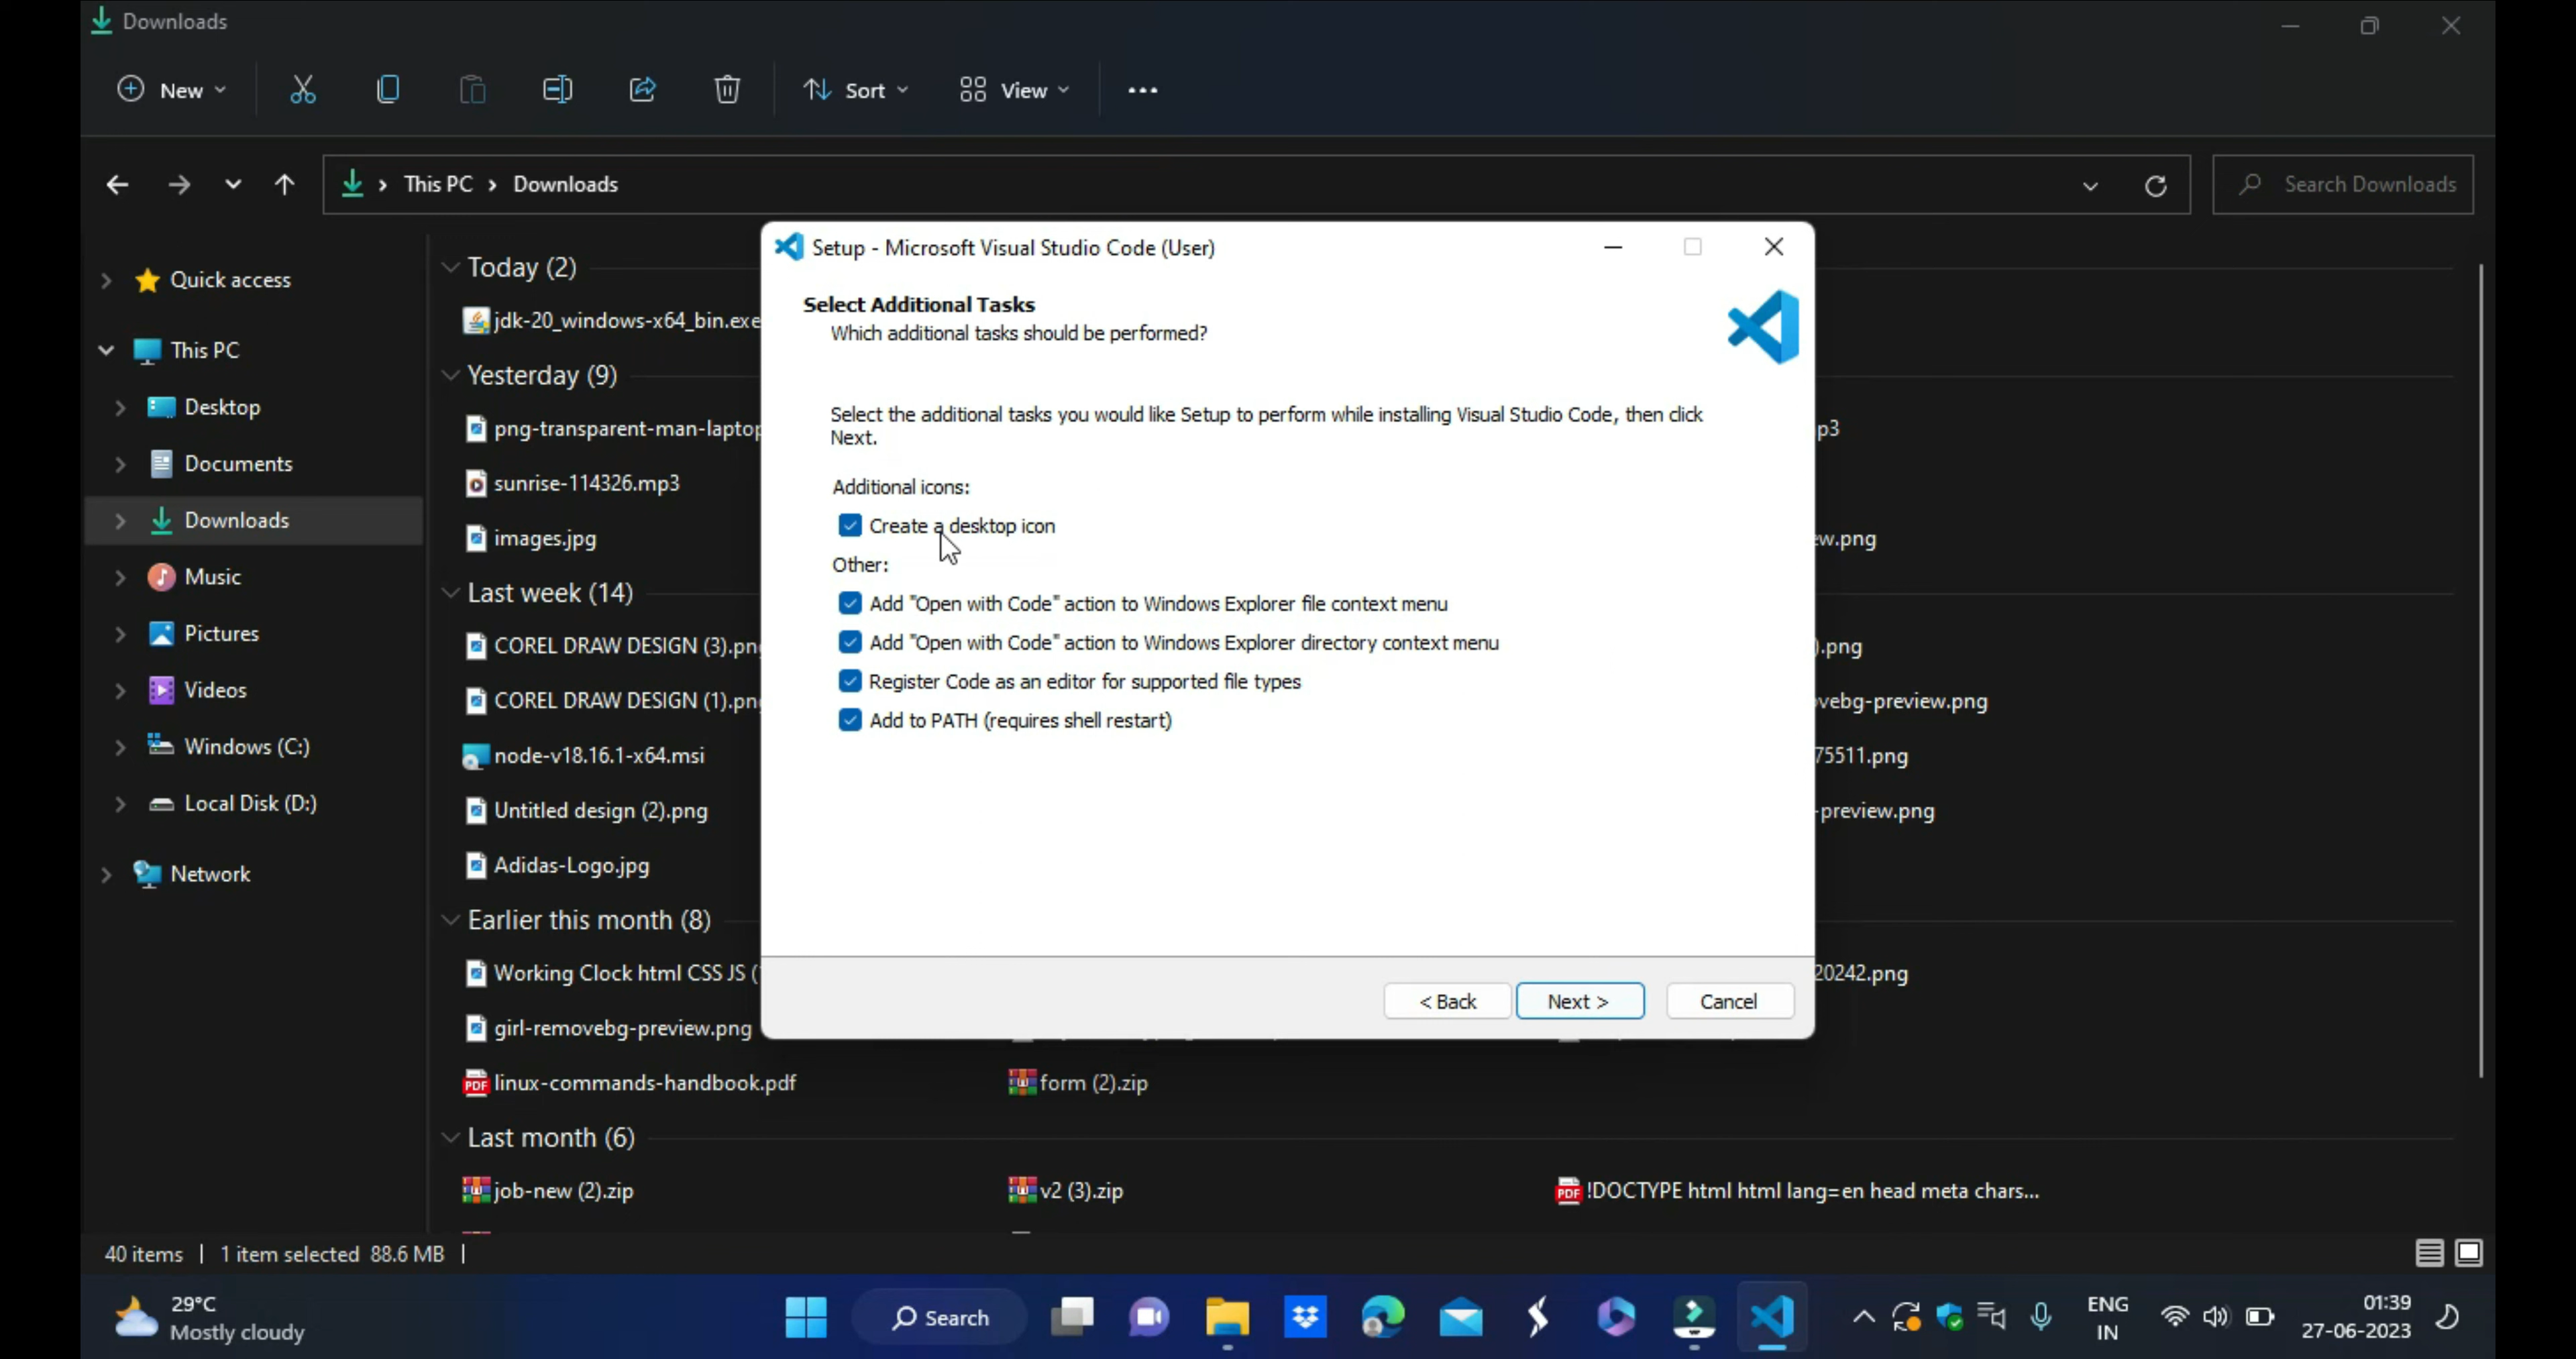 Downloads
New
Sort
View
This PC
Downloads
Search Downloads
Quick access
This PC
Desktop
Documents
Downloads
Music
Pictures
Videos
Windows (C:)
Local Disk (D:)
Network
Today (2)
jdk-20_windows-x64_bin.exe
Yesterday (9)
png-transparent-man-laptop
p3
sunrise-114326.mp3
images.jpg
ew.png
Last week (14)
COREL DRAW DESIGN (3).png
).png
COREL DRAW DESIGN (1).png
vebg-preview.png
node-v18.16.1-x64.msi
75511.png
Untitled design (2).png
-preview.png
Adidas-Logo.jpg
Earlier this month (8)
Working Clock html CSS JS (
20242.png
girl-removebg-preview.png
linux-commands-handbook.pdf
form (2).zip
Last month (6)
job-new (2).zip
v2 (3).zip
!DOCTYPE html html lang=en head meta chars...
Setup - Microsoft Visual Studio Code (User)
Select Additional Tasks
Which additional tasks should be performed?
Select the additional tasks you would like Setup to perform while installing Visual Studio Code, then click
Next.
Additional icons:
Create a desktop icon
Other:
Add "Open with Code" action to Windows Explorer file context menu
Add "Open with Code" action to Windows Explorer directory context menu
Register Code as an editor for supported file types
Add to PATH (requires shell restart)
< Back
Next >
Cancel
40 items
1 item selected 88.6 MB
29°C
Mostly cloudy
Search
ENG
IN
01:39
27-06-2023